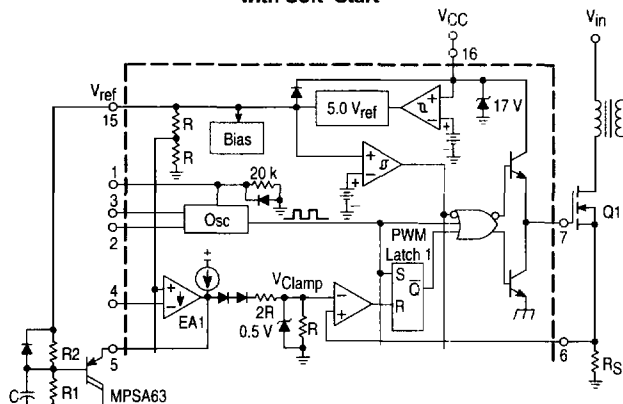 with Soft-Start
VCC
16
Vin
Vref
15
R
R
Bias
5.0 Vref
17 V
1
3
2
20 k
Osc
PWM
Latch 1
S
Q
R
7
Q1
4
EA1
VClamp
2R
0.5 V
R
6
RS
R2
5
C
R1
MPSA63